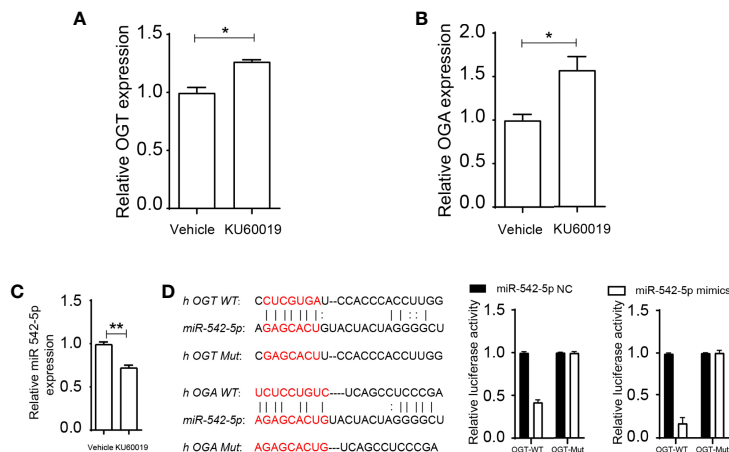 A
B
*
*
Relative OGT expression
1.5
1.0
0.5
0.0
Vehicle KU60019
Relative OGA expression
2.0
1.5
1.0
0.5
0.0
Vehicle KU60019
C
D
**
Relative miR 542-5p
expression
1.5
1.0
0.5
0.0
Vehicle KU60019
h OGT WT: CCUCGUGAU--CCACCCACCUUGG
miR-542-5p: AGAGCACUGUACUACUAGGGGCU
h OGT Mut: CGAGCACUU--CCACCCACCUUGG
h OGA WT: UCUCCUGUC----UCAGCCUCCCGA
miR-542-5p: AGAGCACUGUACUACUAGGGGCU
h OGA Mut: AGAGCACUG---UCAGCCUCCCGA
miR-542-5p NC
miR-542-5p mimics
Relative luciferase activity
1.5
1.0
0.5
0.0
OGT-WT OGT-Mut
Relative luciferase activity
1.5
1.0
0.5
0.0
OGT-WT OGT-Mut